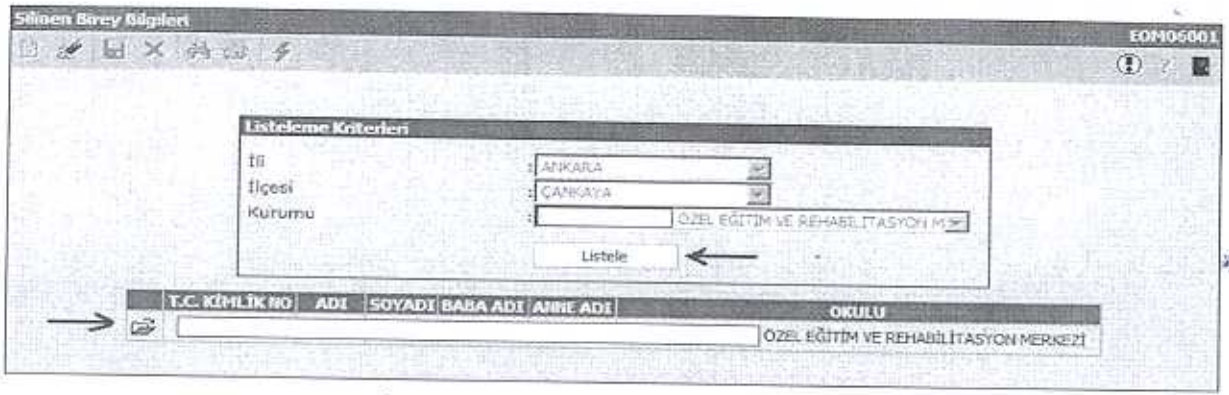 Silinen Birey Bilgileri
EOM06001
?
Listeleme Kriterleri
İli : ANKARA
İlçesi : ÇANKAYA
Kurumu : ÖZEL EĞİTİM VE REHABİLİTASYON M
Listele
T.C. KİMLİK NO ADI SOYADI BABA ADI ANNE ADI OKULU
ÖZEL EĞİTİM VE REHABİLİTASYON MERKEZİ